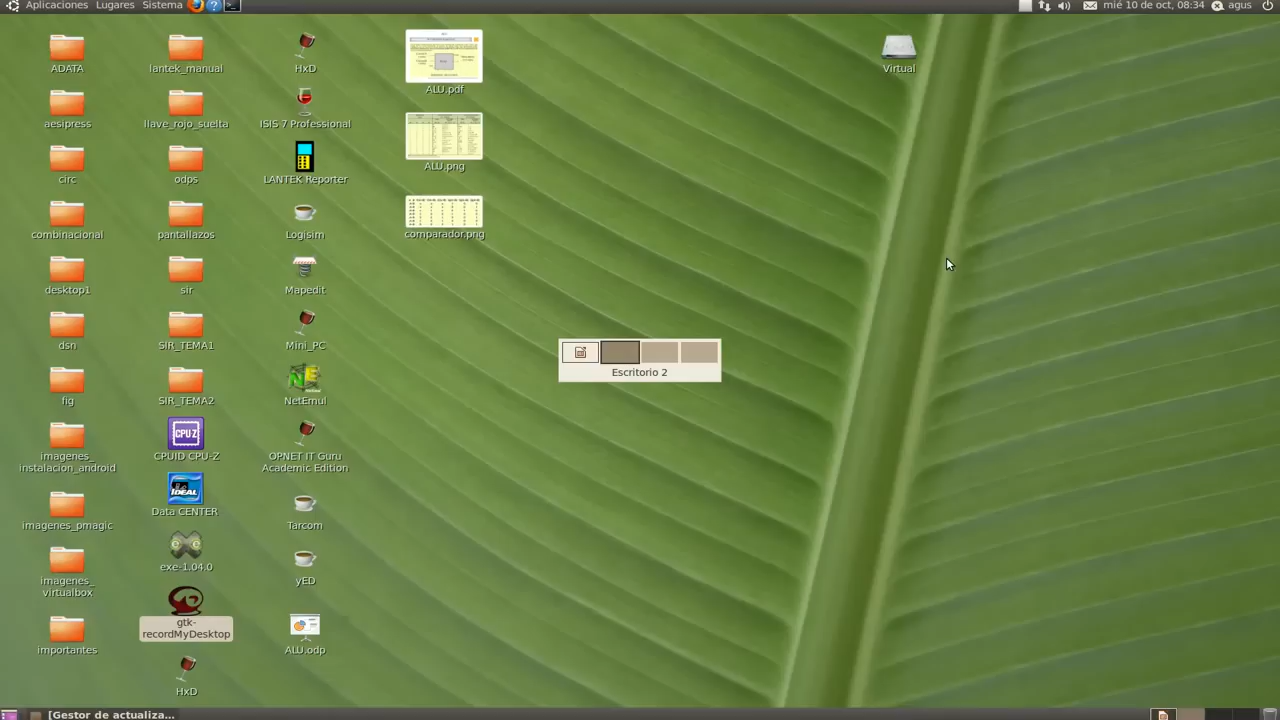 Aplicaciones Lugares Sistema
mié 10 de oct, 08:34 agus
ADATA
aesipress
circ
combinacional
desktop1
dsn
fig
imagenes_
instalacion_android
imagenes_pmagic
imagenes_
virtualbox
importantes
lantek_manual
llave_rojo_suelta
odps
pantallazos
sir
SIR_TEMA1
SIR_TEMA2
CPU-Z
CPUID CPU-Z
IDEAL
Data CENTER
exe-1.04.0
gtk-
recordMyDesktop
HxD
HxD
ISIS 7 Professional
LANTEK Reporter
Logisim
Mapedit
Mini_PC
NetEmul
OPNET IT Guru
Academic Edition
Tarcom
yED
ALU.odp
ALU.pdf
ALU.png
comparador.png
Escritorio 2
Virtual
[Gestor de actualiza...